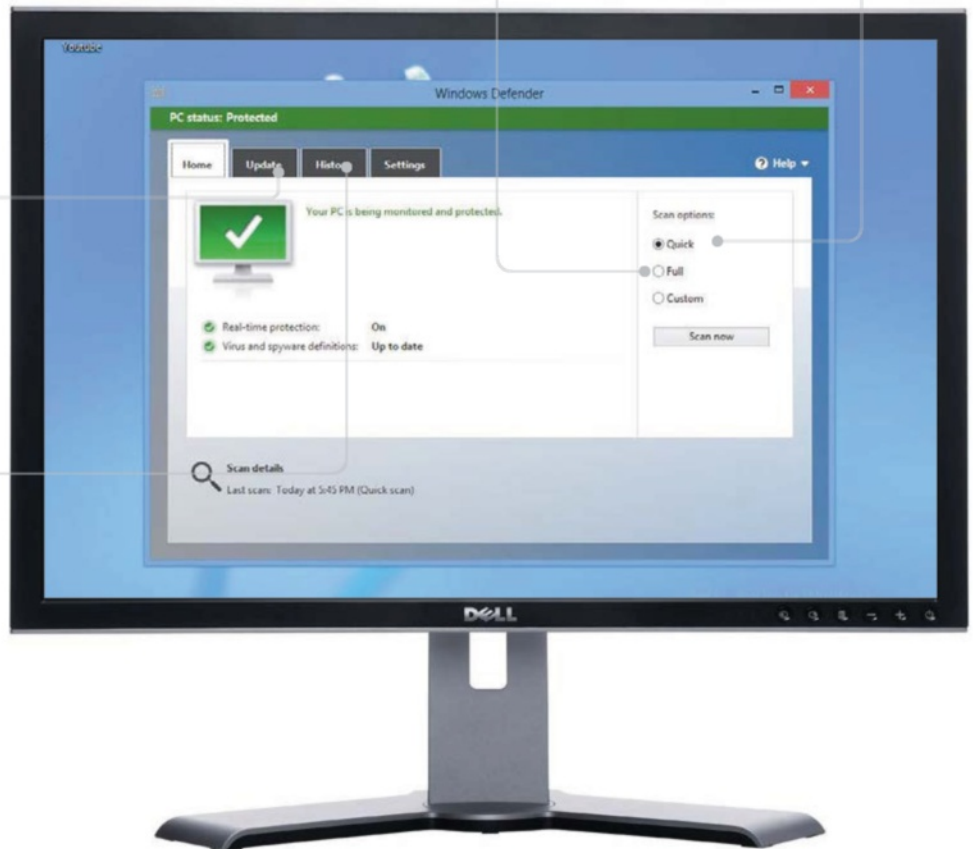 Youtube
Windows Defender
PC status: Protected
Home Update History Settings Help
Your PC is being monitored and protected.
Scan options:
Quick
Full
Custom
Scan now
Real-time protection: On
Virus and spyware definitions: Up to date
Scan details
Last scan: Today at 5:45 PM (Quick scan)
DELL